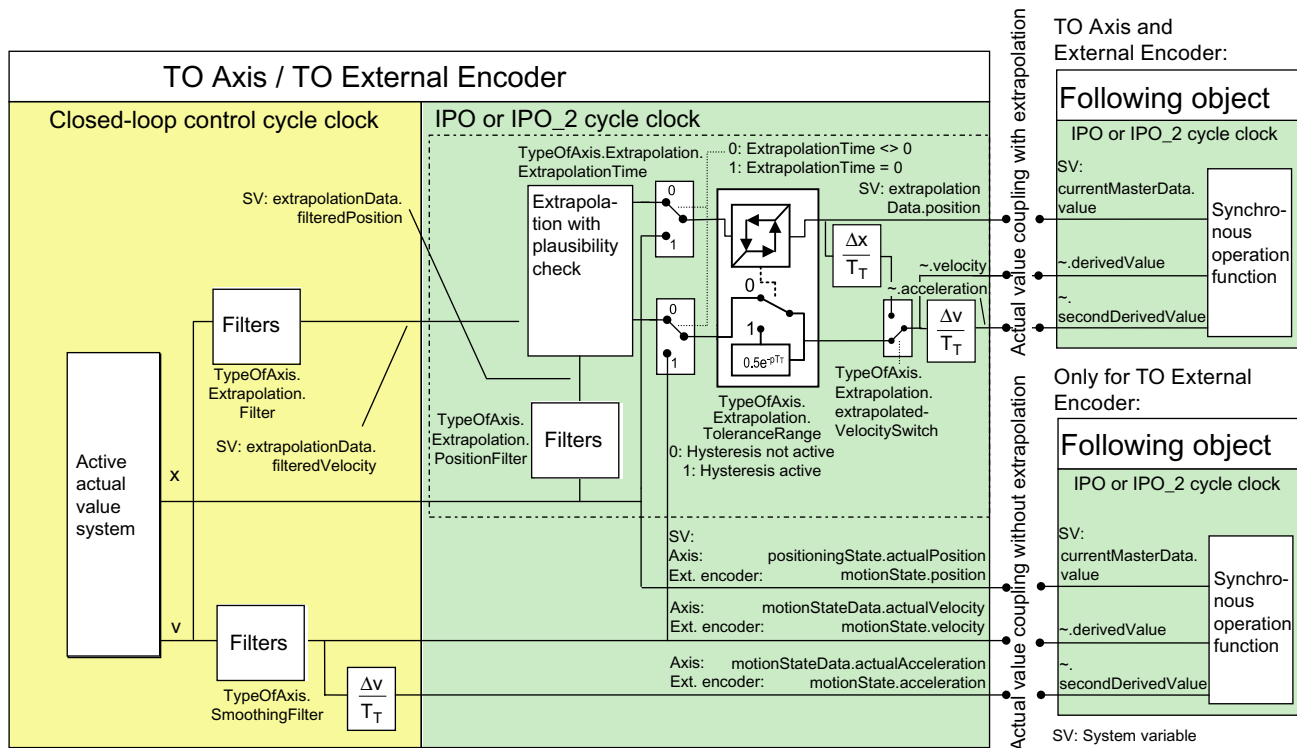 TO Axis / TO External Encoder
Closed-loop control cycle clock
IPO or IPO_2 cycle clock
SV: extrapolationData.
filteredPosition
Filters
TypeOfAxis.
Extrapolation.
Filter
SV: extrapolationData.
filteredVelocity
Active
actual
value
system
x
v
Filters
TypeOfAxis.
SmoothingFilter
Δv
T_T
TypeOfAxis.Extrapolation.
ExtrapolationTime
Extrapola-
tion with
plausibility
check
TypeOfAxis.
Extrapolation.
PositionFilter
Filters
0: ExtrapolationTime <> 0
1: ExtrapolationTime = 0
0
1
0
1
0
1
0.5e^-pT_T
TypeOfAxis.
Extrapolation.
ToleranceRange
0: Hysteresis not active
1: Hysteresis active
SV: extrapolation
Data.position
Δx
T_T
~.velocity
~.acceleration
Δv
T_T
TypeOfAxis.
Extrapolation.
extrapolated-
VelocitySwitch
SV:
Axis: positioningState.actualPosition
Ext. encoder: motionState.position
Axis: motionStateData.actualVelocity
Ext. encoder: motionState.velocity
Axis: motionStateData.actualAcceleration
Ext. encoder: motionState.acceleration
Actual value coupling with extrapolation
Actual value coupling without extrapolation
TO Axis and
External Encoder:
Following object
IPO or IPO_2 cycle clock
SV:
currentMasterData.
value
~.derivedValue
~.
secondDerivedValue
Synchro-
nous
operation
function
Only for TO External
Encoder:
Following object
IPO or IPO_2 cycle clock
SV:
currentMasterData.
value
~.derivedValue
~.
secondDerivedValue
Synchro-
nous
operation
function
SV: System variable